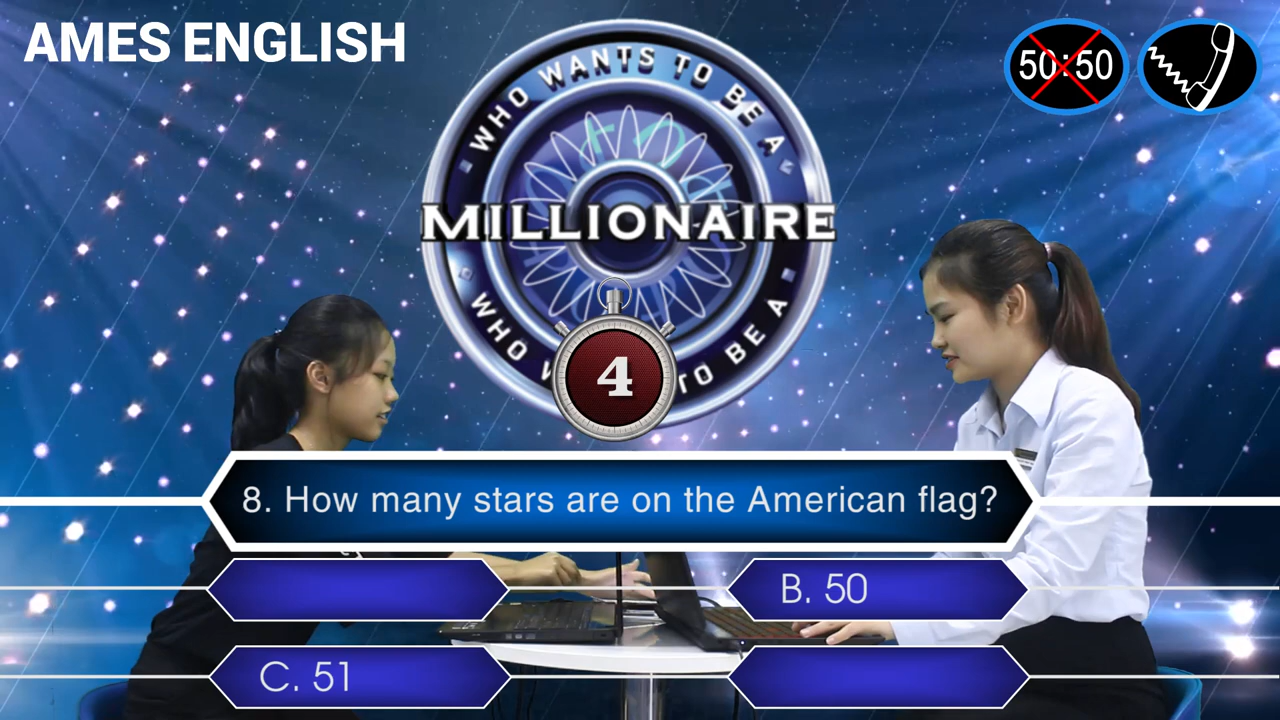 AMES ENGLISH
50:50
WHO WANTS TO BE A
MILLIONAIRE
WHO TO BE A
4
8. How many stars are on the American flag?
B. 50
C. 51